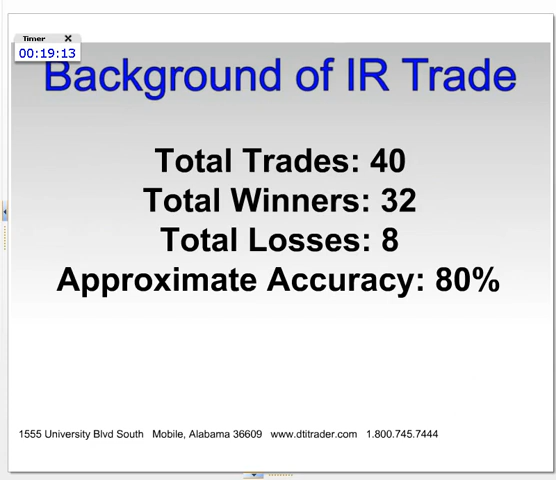 Timer
00:19:13
Background of IR Trade
Total Trades: 40
Total Winners: 32
Total Losses: 8
Approximate Accuracy: 80%
1555 University Blvd South Mobile, Alabama 36609 www.dtitrader.com 1.800.745.7444